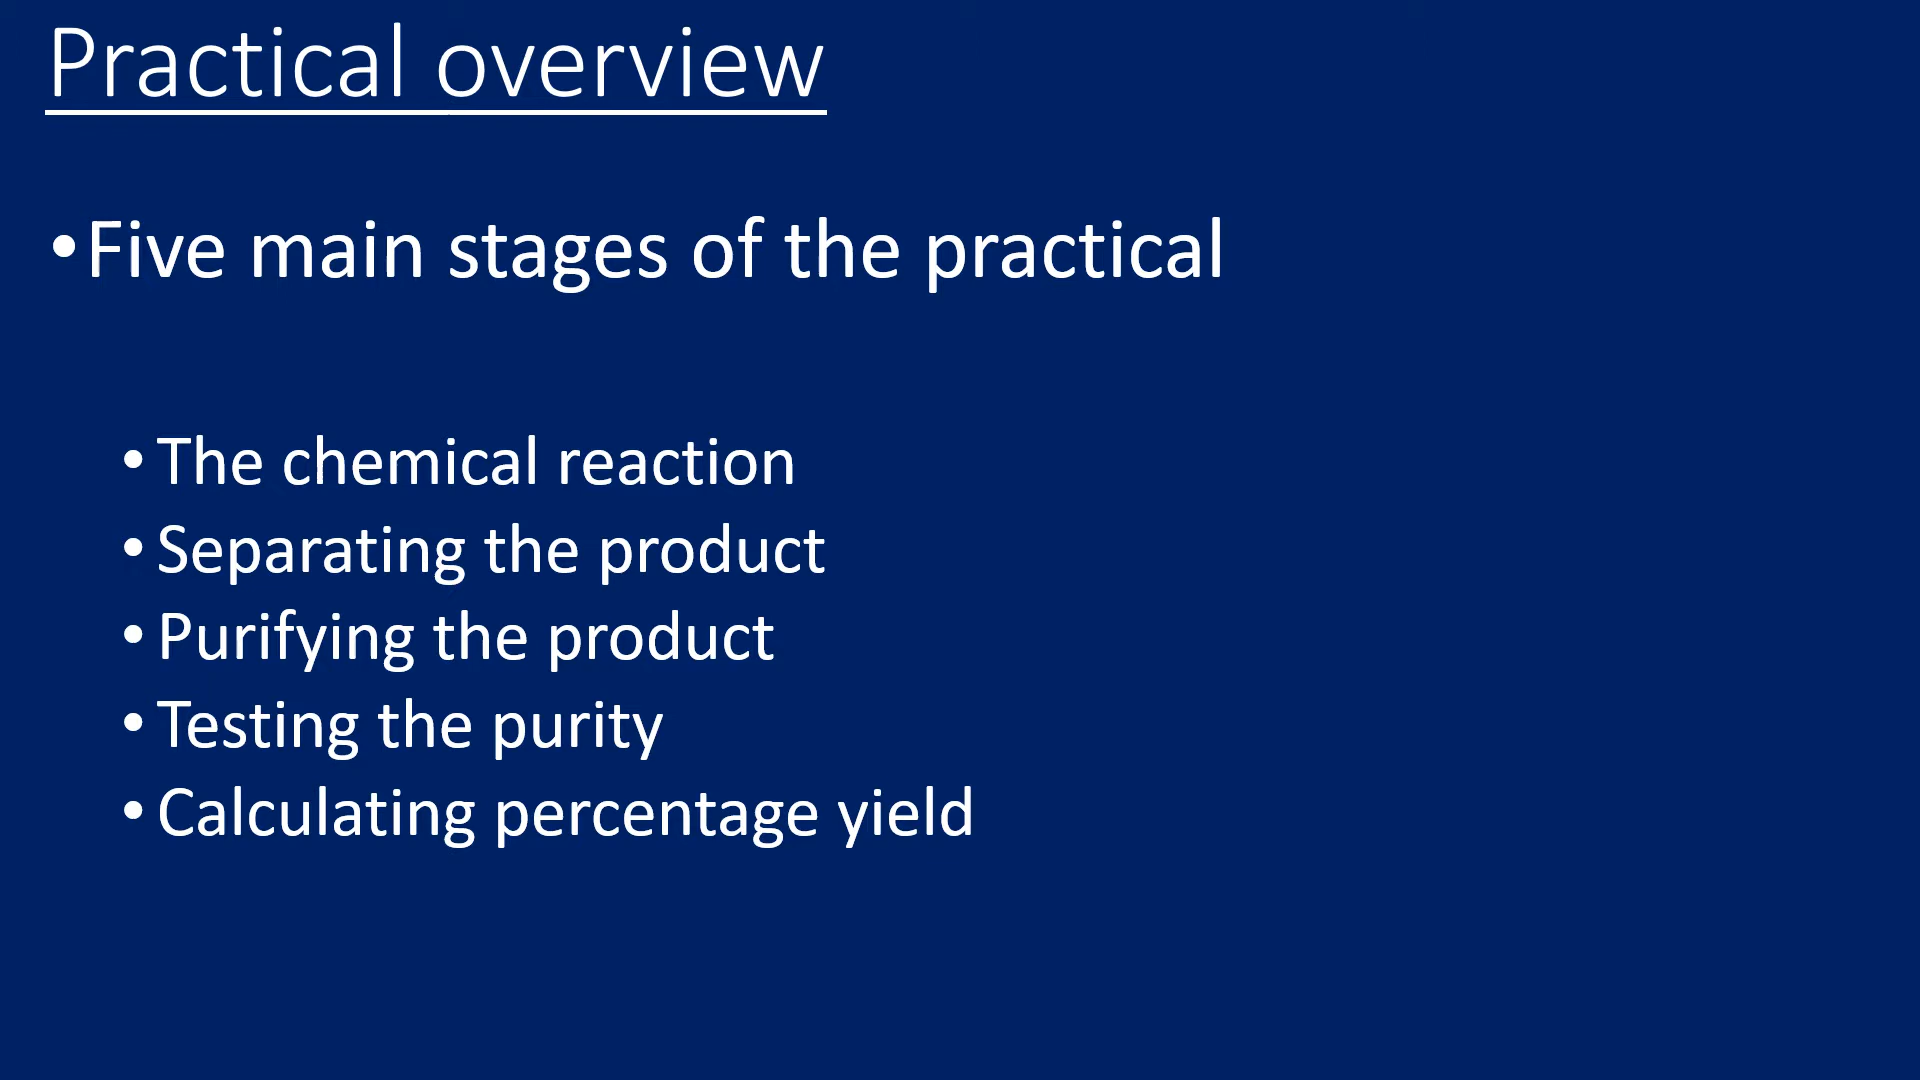 Practical overview
•Five main stages of the practical
•The chemical reaction
•Separating the product
•Purifying the product
•Testing the purity
•Calculating percentage yield